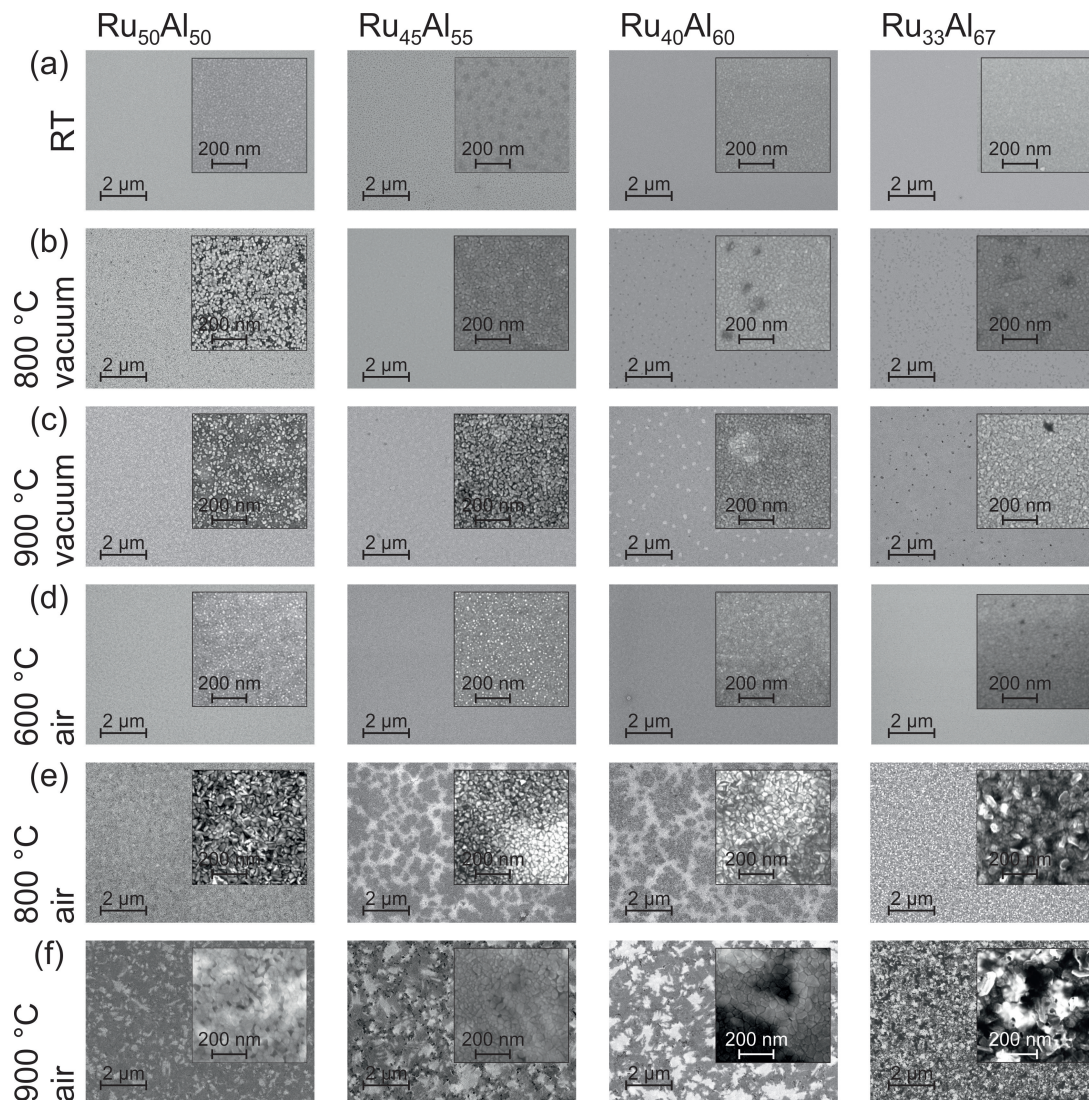 Ru50Al50 Ru45Al55 Ru40Al60 Ru33Al67
(a)
RT
200 nm 200 nm 200 nm 200 nm
2 µm 2 µm 2 µm 2 µm
(b)
800 °C
vacuum
200 nm 200 nm 200 nm 200 nm
2 µm 2 µm 2 µm 2 µm
(c)
900 °C
vacuum
200 nm 200 nm 200 nm 200 nm
2 µm 2 µm 2 µm 2 µm
(d)
600 °C
air
200 nm 200 nm 200 nm 200 nm
2 µm 2 µm 2 µm 2 µm
(e)
800 °C
air
200 nm 200 nm 200 nm 200 nm
2 µm 2 µm 2 µm 2 µm
(f)
900 °C
air
200 nm 200 nm 200 nm 200 nm
2 µm 2 µm 2 µm 2 µm